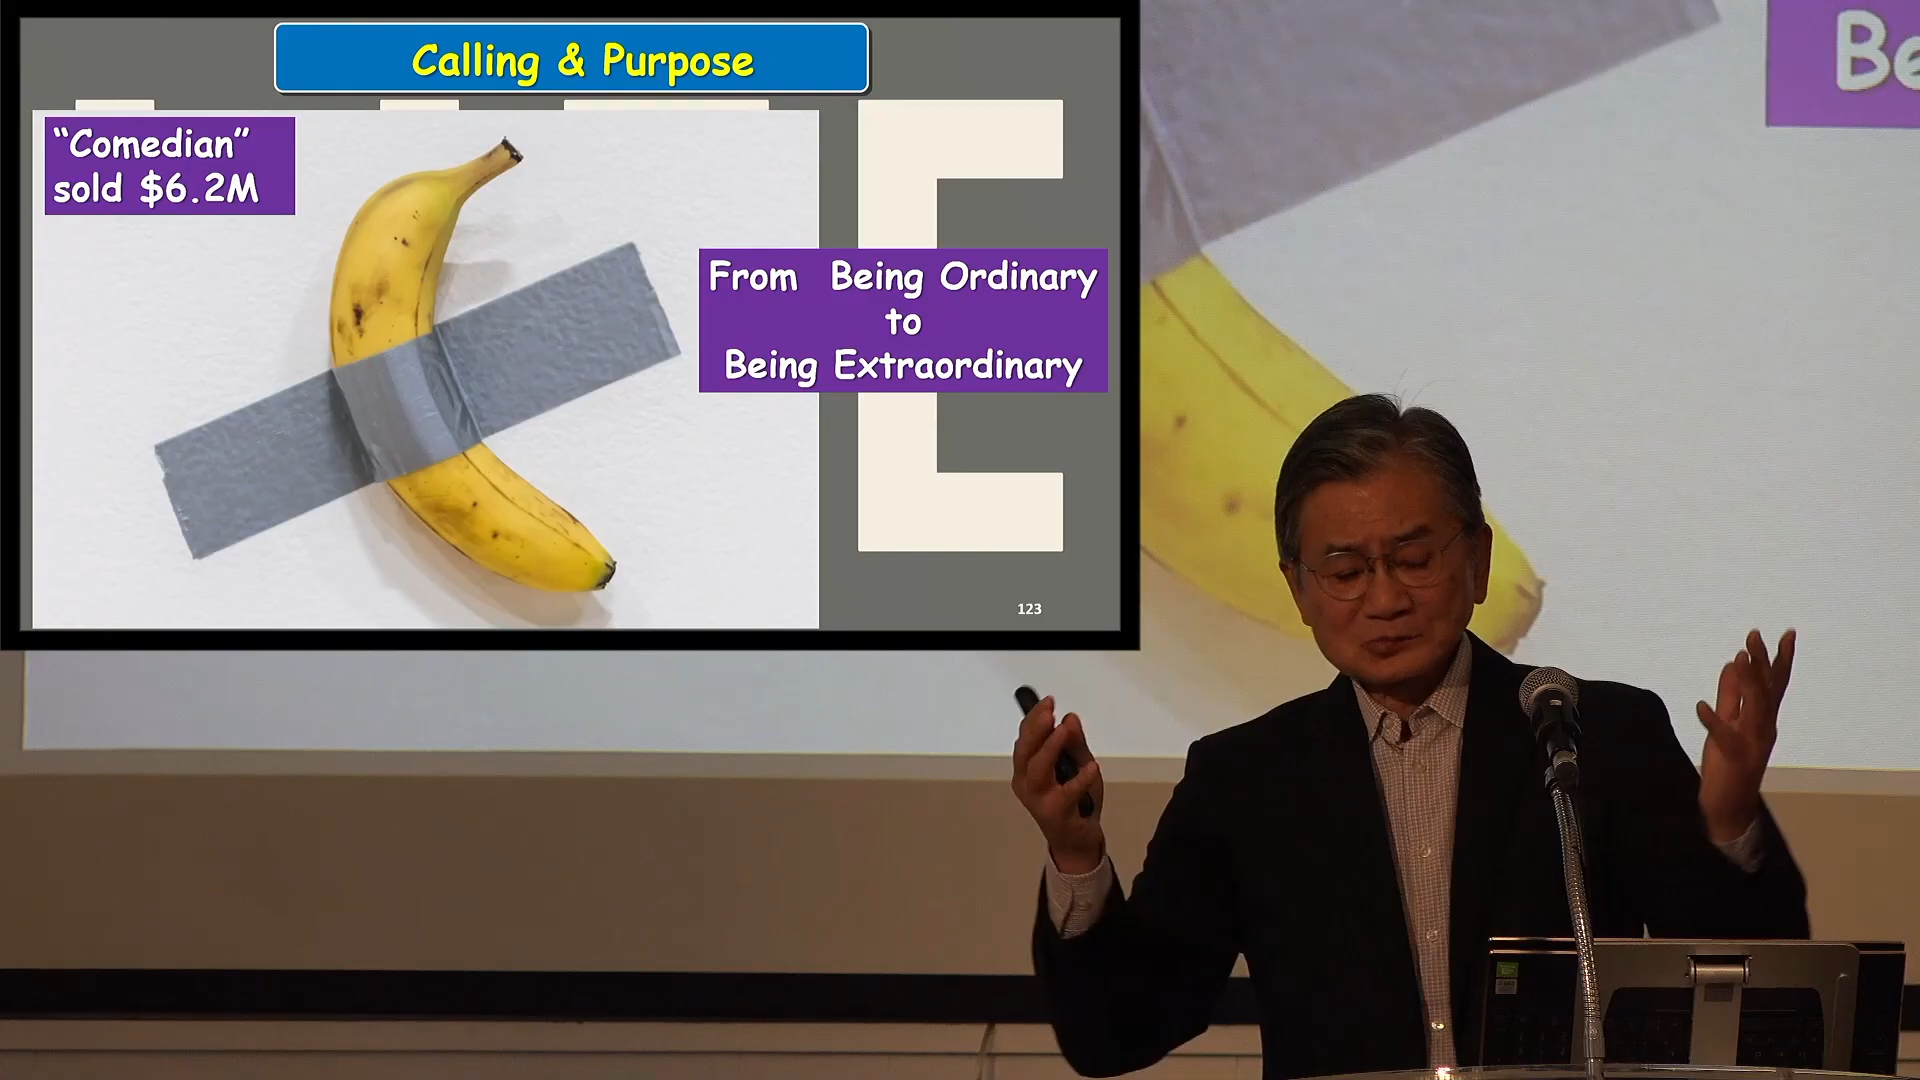 Calling & Purpose
“Comedian”
sold $6.2M
From Being Ordinary
to
Being Extraordinary
123
Be